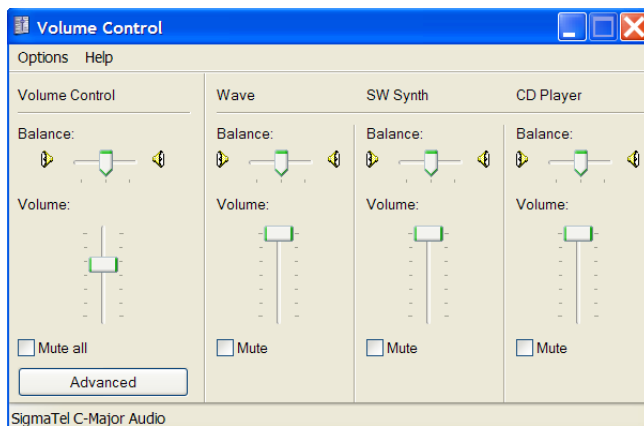 Volume Control
Options Help
Volume Control Wave SW Synth CD Player
Balance: Balance: Balance: Balance:
Volume: Volume: Volume: Volume:
Mute all Mute Mute Mute
Advanced
SigmaTel C-Major Audio